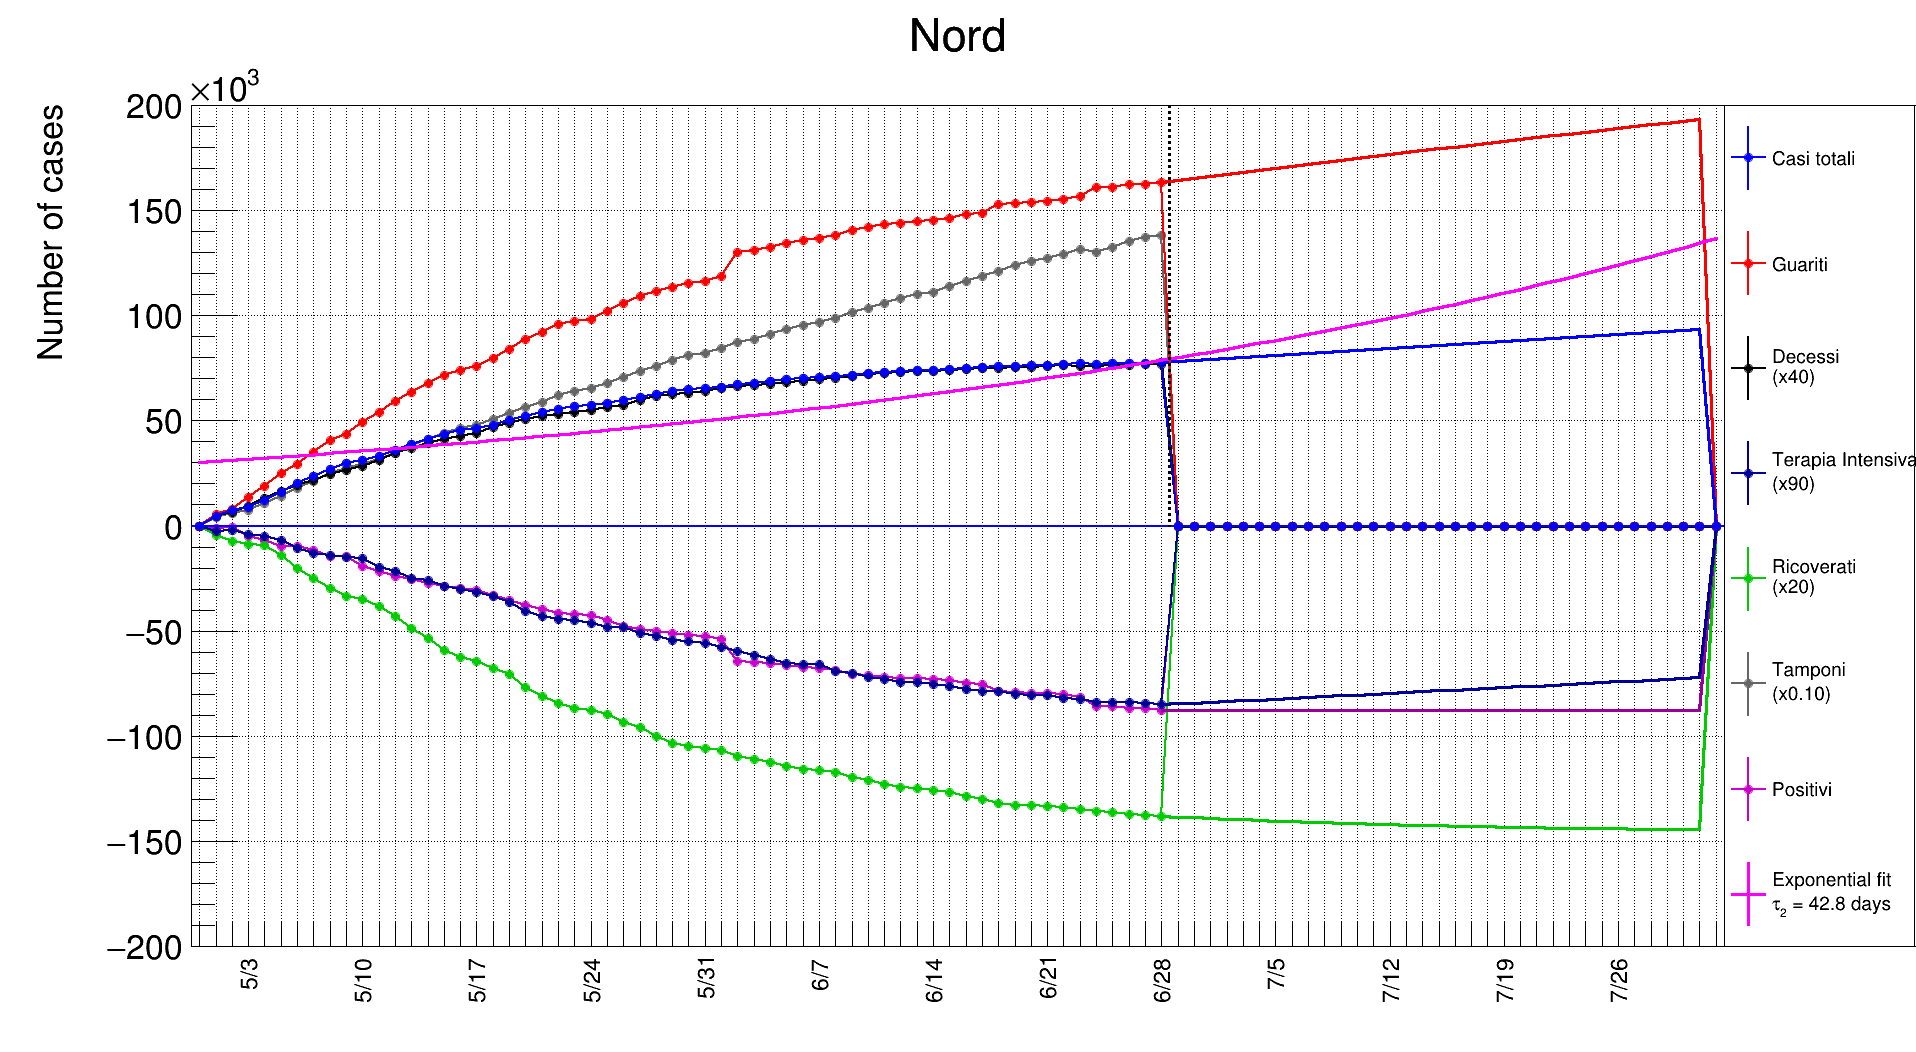 Nord
×10³
Number of cases
200
150
100
50
0
−50
−100
−150
−200
5/3
5/10
5/17
5/24
5/31
6/7
6/14
6/21
6/28
7/5
7/12
7/19
7/26
Casi totali
Guariti
Decessi
(x40)
Terapia Intensiva
(x90)
Ricoverati
(x20)
Tamponi
(x0.10)
Positivi
Exponential fit
τ₂ = 42.8 days